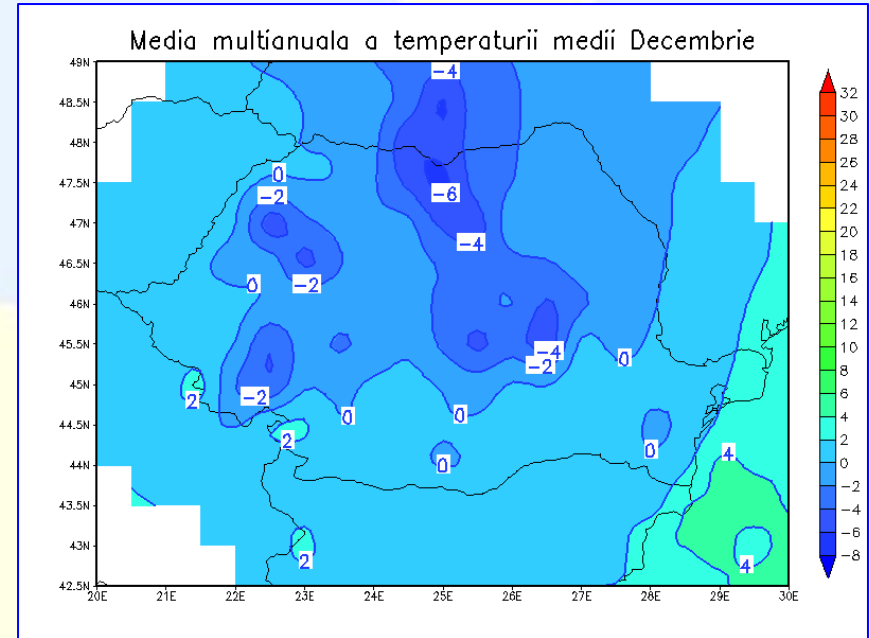 Media multianuala a temperaturii medii Decembrie
49N
48.5N
48N
47.5N
47N
46.5N
46N
45.5N
45N
44.5N
44N
43.5N
43N
42.5N
20E 21E 22E 23E 24E 25E 26E 27E 28E 29E 30E
-4
0
-2
-6
-4
0
-2
-4
-2
0
2
-2
0
0
2
0
0
4
2
4
32
30
28
26
24
22
20
18
16
14
12
10
8
6
4
2
0
-2
-4
-6
-8